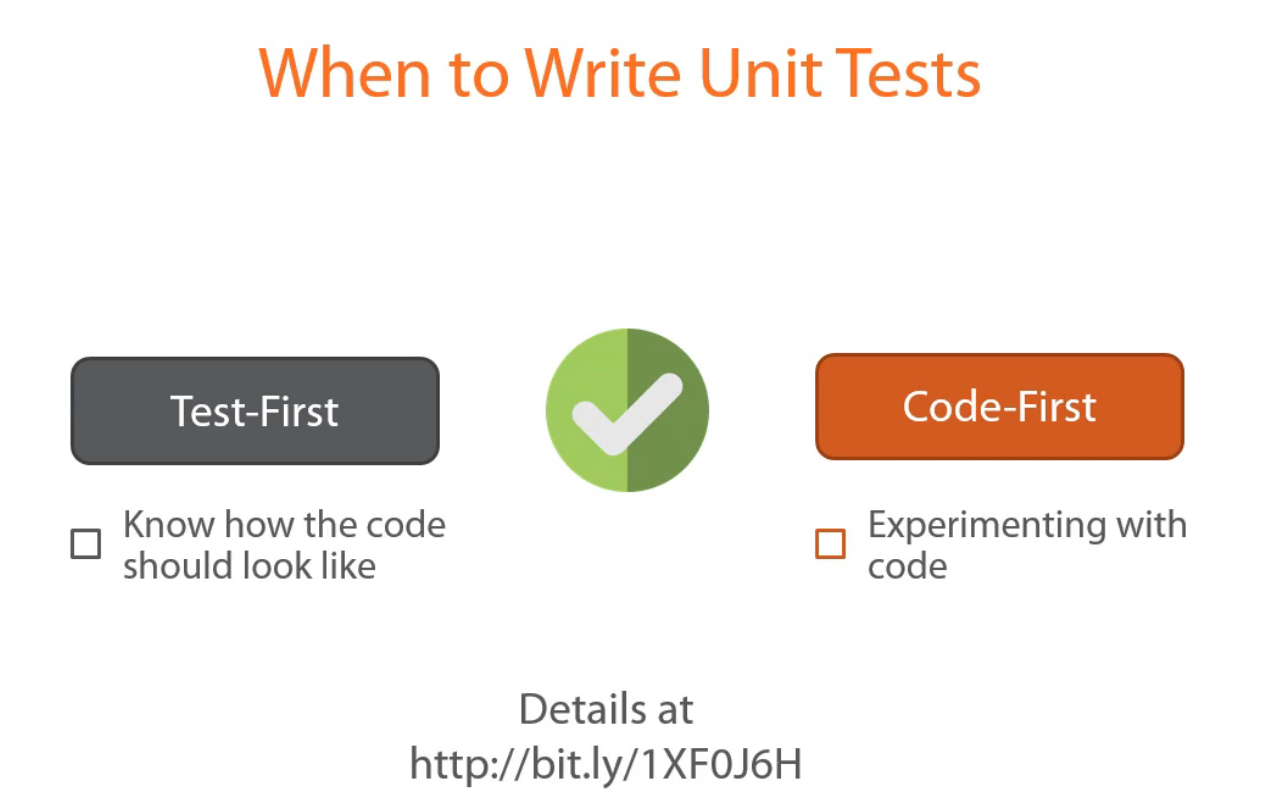 When to Write Unit Tests
Test-First
Code-First
Know how the code
should look like
Experimenting with
code
Details at
http://bit.ly/1XF0J6H